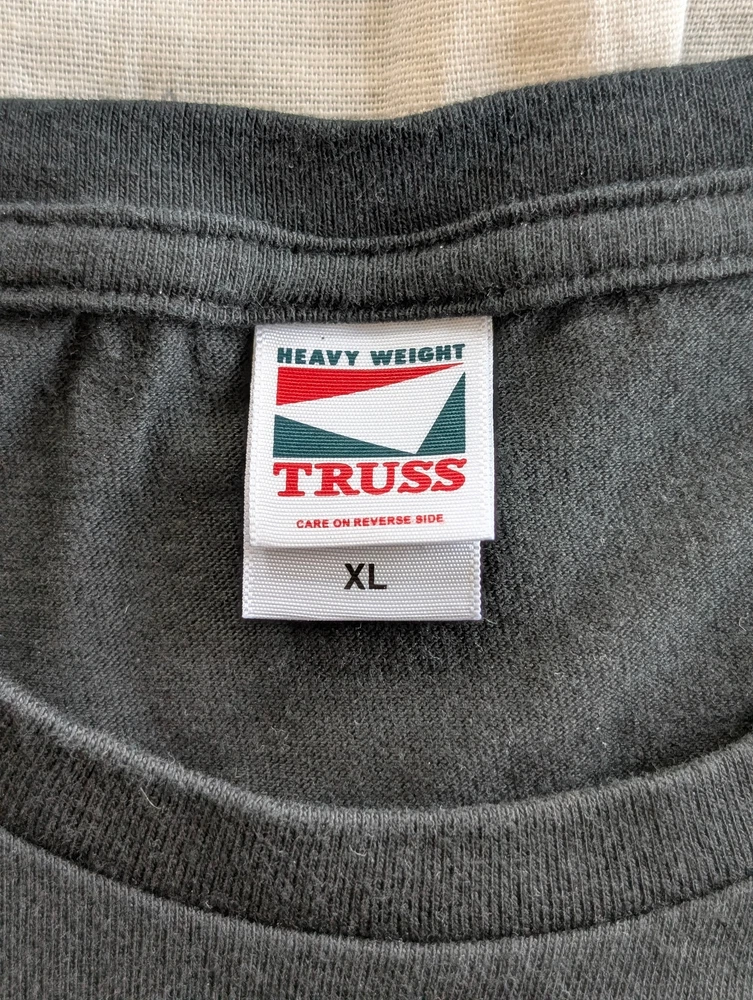 HEAVY WEIGHT
TRUSS
CARE ON REVERSE SIDE
XL